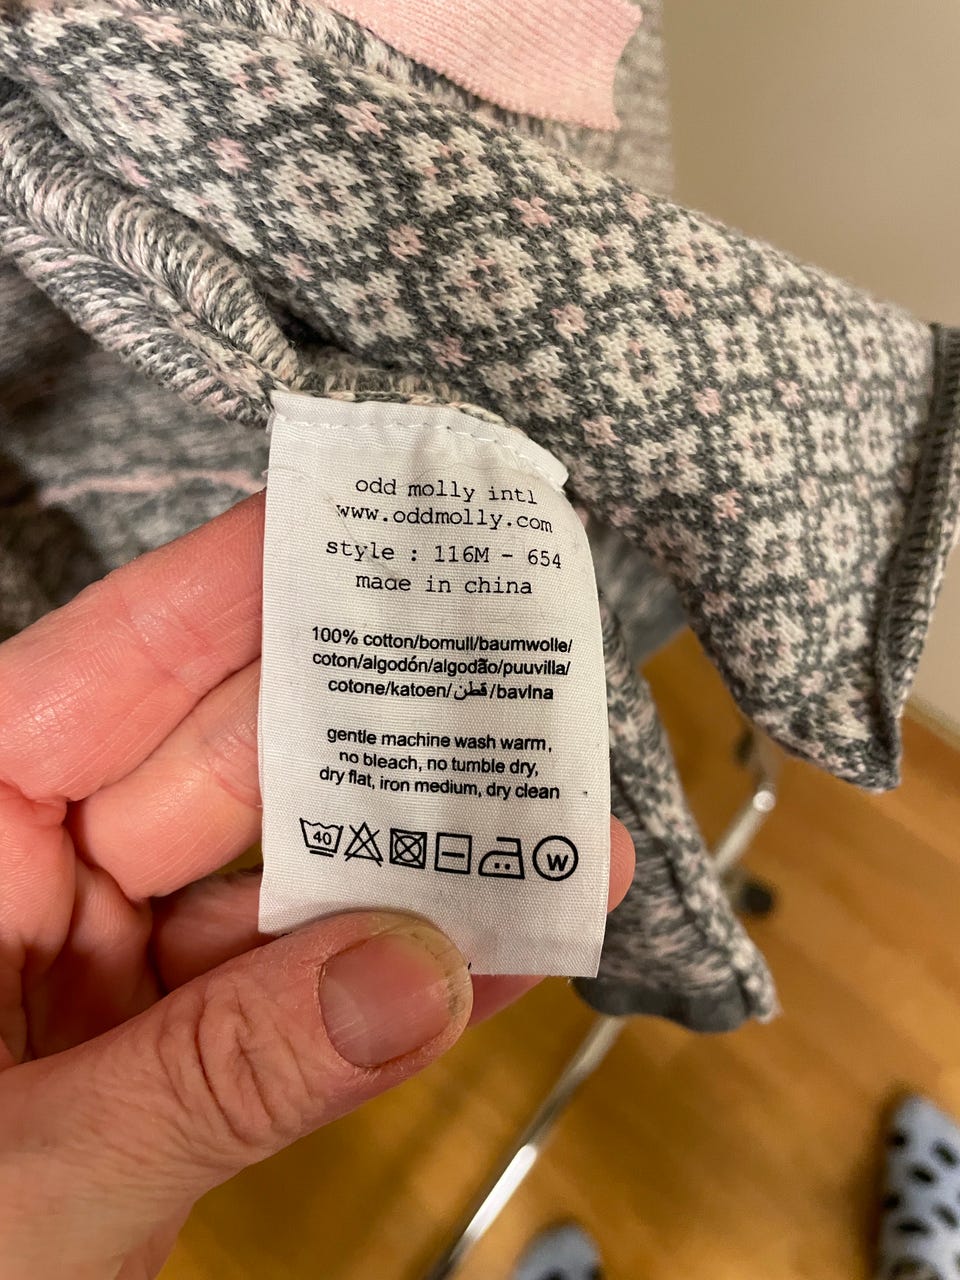 odd molly intl
www.oddmolly.com
style : 116M - 654
made in china
100% cotton/bomull/baumwolle/
coton/algodón/algodão/puuvilla/
cotone/katoen/قطن/bavlna
gentle machine wash warm,
no bleach, no tumble dry,
dry flat, iron medium, dry clean
40
W